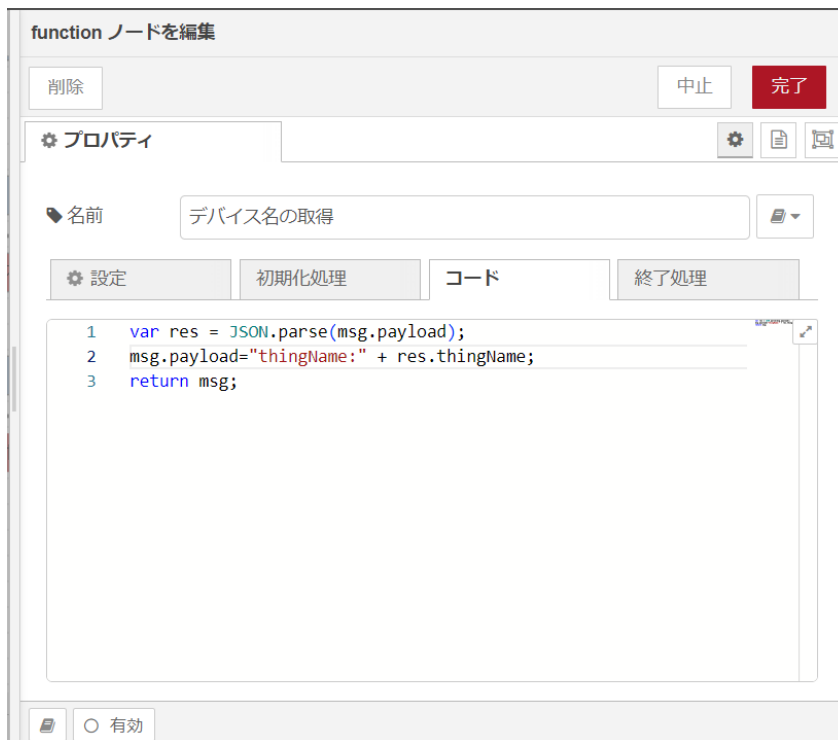 function ノードを編集
削除
中止
完了
プロパティ
名前
デバイス名の取得
設定
初期化処理
コード
終了処理
1 var res = JSON.parse(msg.payload);
2 msg.payload="thingName:" + res.thingName;
3 return msg;
有効